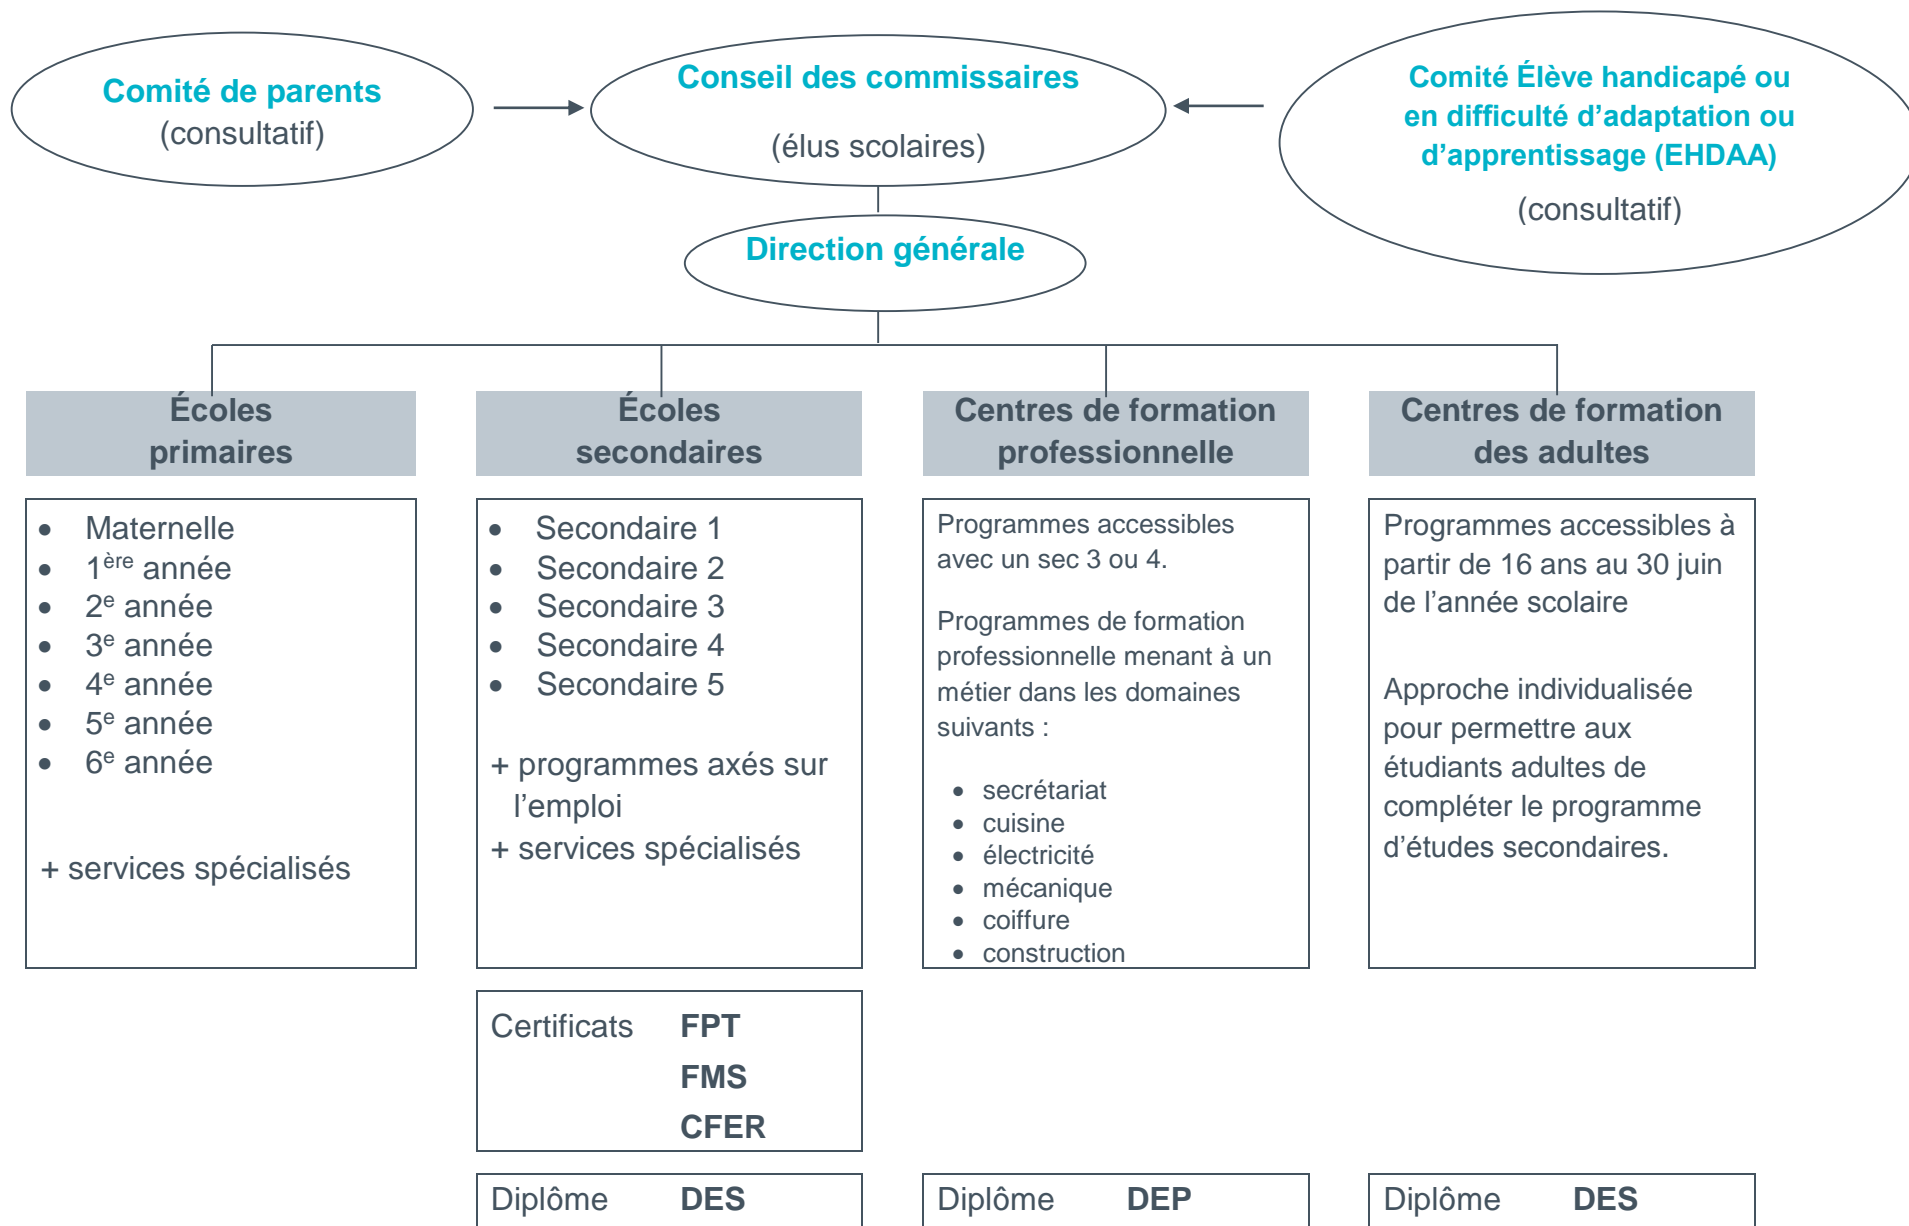 Comité de parents
(consultatif)
Conseil des commissaires
(élus scolaires)
Comité Élève handicapé ou
en difficulté d’adaptation ou
d’apprentissage (EHDAA)
(consultatif)
Direction générale
Écoles
primaires
Écoles
secondaires
Centres de formation
professionnelle
Centres de formation
des adultes
• Maternelle
• 1ère année
• 2e année
• 3e année
• 4e année
• 5e année
• 6e année
+ services spécialisés
• Secondaire 1
• Secondaire 2
• Secondaire 3
• Secondaire 4
• Secondaire 5
+ programmes axés sur
l’emploi
+ services spécialisés
Programmes accessibles
avec un sec 3 ou 4.
Programmes de formation
professionnelle menant à un
métier dans les domaines
suivants :
• secrétariat
• cuisine
• électricité
• mécanique
• coiffure
• construction
Programmes accessibles à
partir de 16 ans au 30 juin
de l’année scolaire
Approche individualisée
pour permettre aux
étudiants adultes de
compléter le programme
d’études secondaires.
Certificats FPT
FMS
CFER
Diplôme DES
Diplôme DEP
Diplôme DES